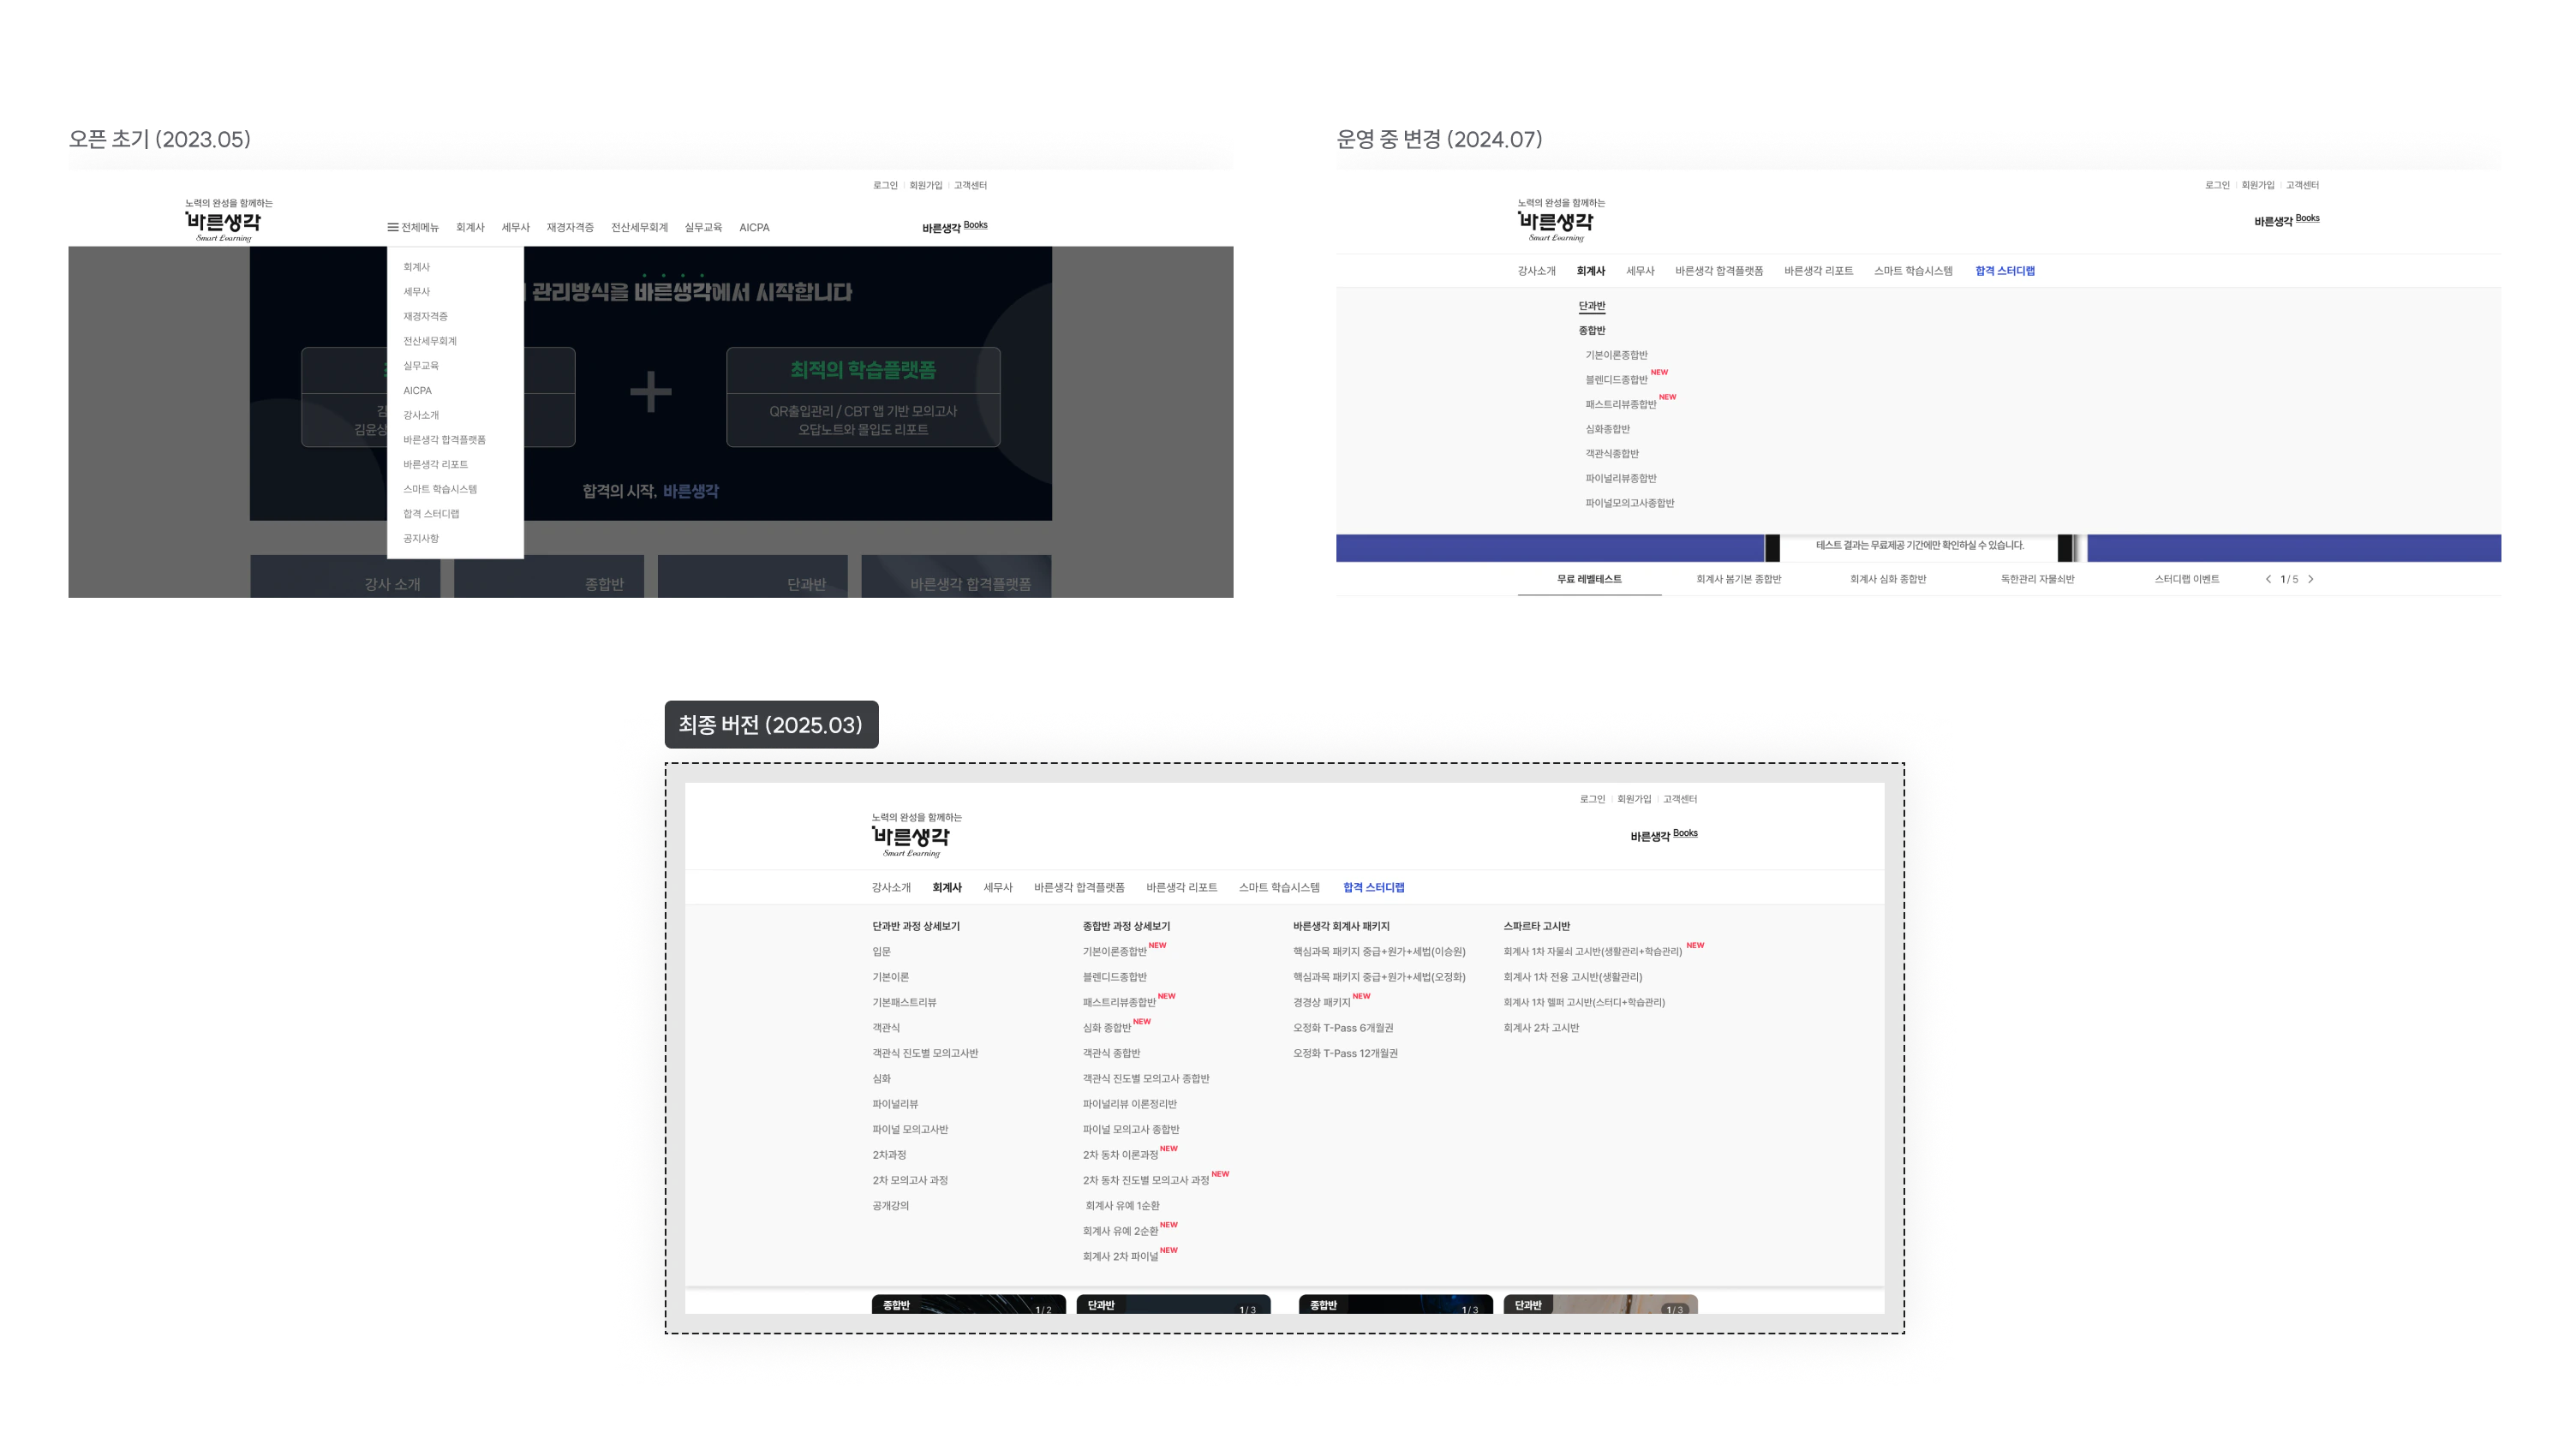 오픈 초기 (2023.05)
로그인 회원가입 고객센터
노력의 완성을 함께하는
바른생각
Smart Learning
전체메뉴 회계사 세무사 재경자격증 전산세무회계 실무교육 AICPA
바른생각 Books
회계사
세무사
재경자격증
전산세무회계
실무교육
AICPA
강사소개
바른생각 합격플랫폼
바른생각 리포트
스마트 학습시스템
합격 스터디랩
공지사항
관리방식을 바른생각에서 시작합니다
김
김윤상
+
최적의 학습플랫폼
QR출입관리 / CBT 앱 기반 모의고사
오답노트와 몰입도 리포트
합격의 시작, 바른생각
강사 소개 종합반 단과반 바른생각 합격플랫폼
운영 중 변경 (2024.07)
로그인 회원가입 고객센터
노력의 완성을 함께하는
바른생각
Smart Learning
바른생각 Books
강사소개 회계사 세무사 바른생각 합격플랫폼 바른생각 리포트 스마트 학습시스템 합격 스터디랩
단과반
종합반
기본이론종합반
블렌디드종합반 NEW
패스트리뷰종합반 NEW
심화종합반
객관식종합반
파이널리뷰종합반
파이널모의고사종합반
테스트 결과는 무료제공 기간에만 확인하실 수 있습니다.
무료 레벨테스트 회계사 봄기본 종합반 회계사 심화 종합반 독한관리 자물쇠반 스터디랩 이벤트 < 1 / 5 >
최종 버전 (2025.03)
로그인 회원가입 고객센터
노력의 완성을 함께하는
바른생각
Smart Learning
바른생각 Books
강사소개 회계사 세무사 바른생각 합격플랫폼 바른생각 리포트 스마트 학습시스템 합격 스터디랩
단과반 과정 상세보기
입문
기본이론
기본패스트리뷰
객관식
객관식 진도별 모의고사반
심화
파이널리뷰
파이널 모의고사반
2차과정
2차 모의고사 과정
공개강의
종합반 과정 상세보기
기본이론종합반 NEW
블렌디드종합반
패스트리뷰종합반 NEW
심화 종합반 NEW
객관식 종합반
객관식 진도별 모의고사 종합반
파이널리뷰 이론정리반
파이널 모의고사 종합반
2차 동차 이론과정 NEW
2차 동차 진도별 모의고사 과정 NEW
회계사 유예 1순환
회계사 유예 2순환 NEW
회계사 2차 파이널 NEW
바른생각 회계사 패키지
핵심과목 패키지 중급+원가+세법(이승원)
핵심과목 패키지 중급+원가+세법(오정화)
경경상 패키지 NEW
오정화 T-Pass 6개월권
오정화 T-Pass 12개월권
스파르타 고시반
회계사 1차 자물쇠 고시반(생활관리+학습관리) NEW
회계사 1차 전용 고시반(생활관리)
회계사 1차 헬퍼 고시반(스터디+학습관리)
회계사 2차 고시반
종합반 1 / 2 단과반 1 / 3 종합반 1 / 3 단과반 1 / 3